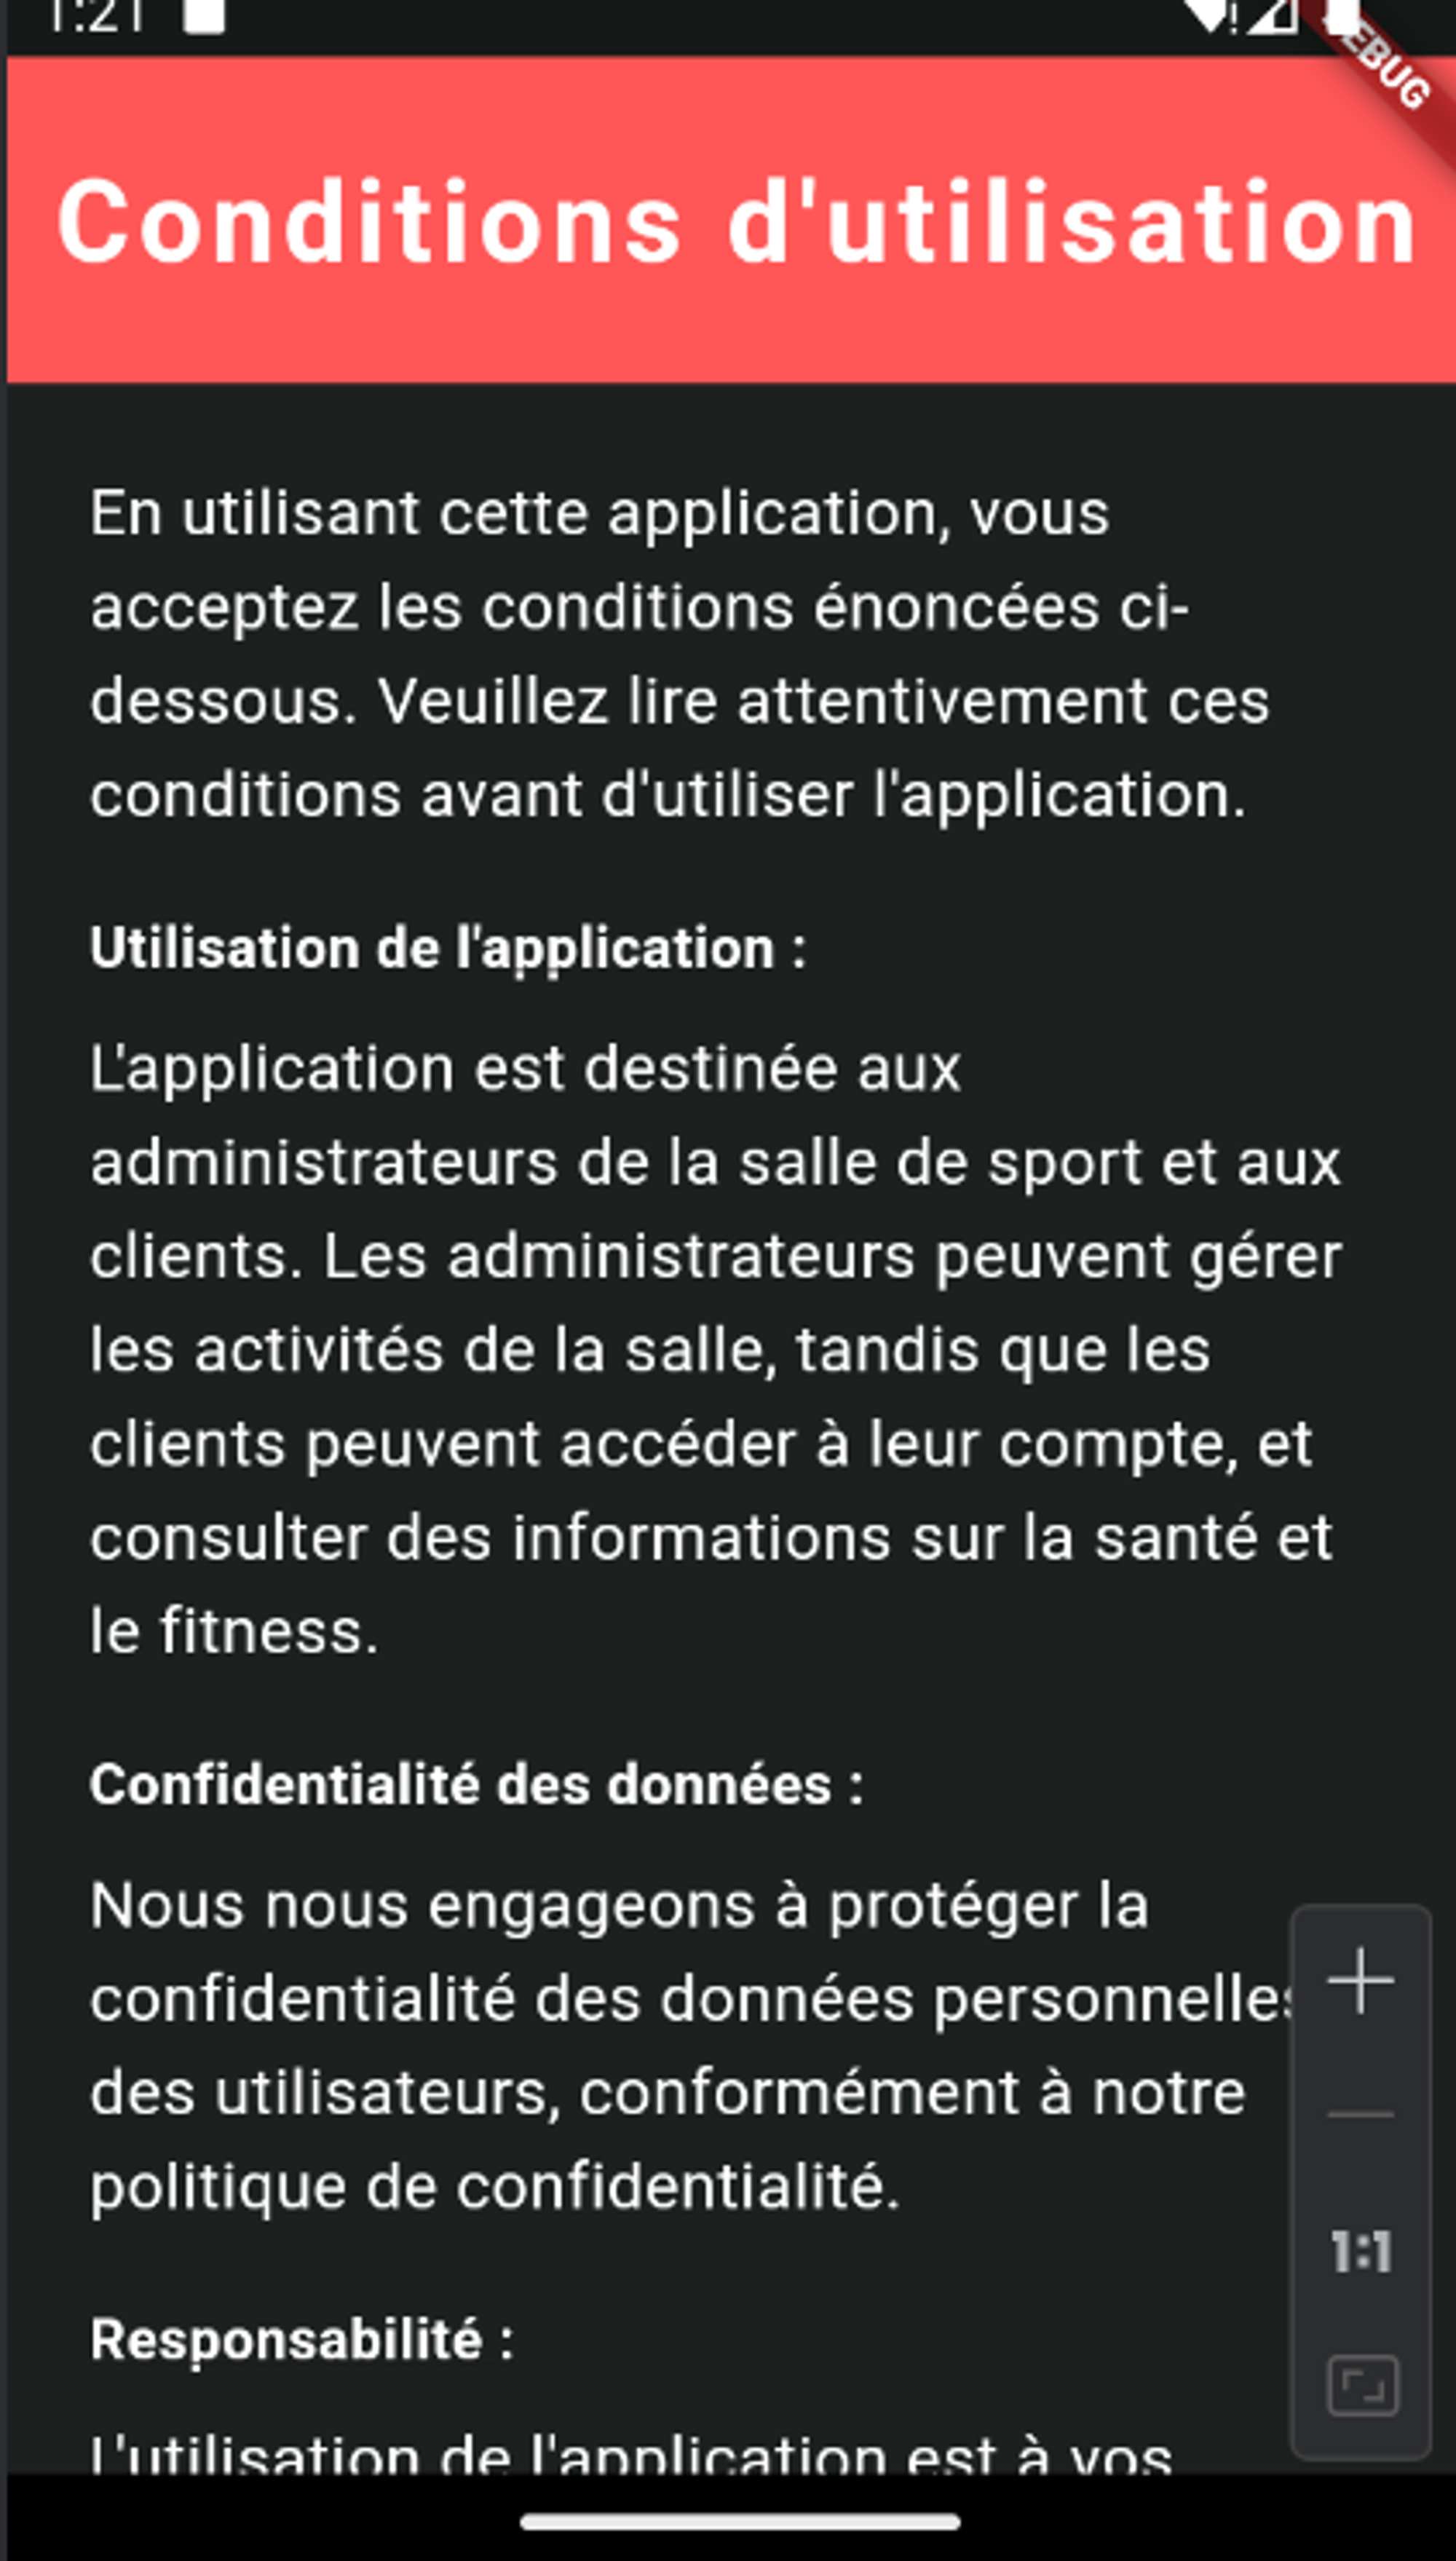 1:21
DEBUG
Conditions d'utilisation
En utilisant cette application, vous
acceptez les conditions énoncées ci-
dessous. Veuillez lire attentivement ces
conditions avant d'utiliser l'application.
Utilisation de l'application :
L'application est destinée aux
administrateurs de la salle de sport et aux
clients. Les administrateurs peuvent gérer
les activités de la salle, tandis que les
clients peuvent accéder à leur compte, et
consulter des informations sur la santé et
le fitness.
Confidentialité des données :
Nous nous engageons à protéger la
confidentialité des données personnelles
des utilisateurs, conformément à notre
politique de confidentialité.
1:1
Responsabilité :
L'utilisation de l'application est à vos